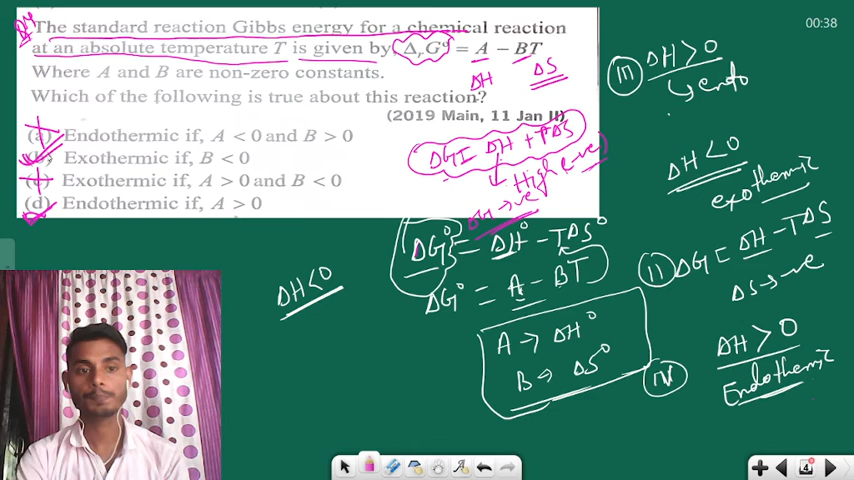 The standard reaction Gibbs energy for a chemical reaction
at an absolute temperature T is given by, ΔrG° = A − BT
Where A and B are non-zero constants.
ΔH ΔS
Which of the following is true about this reaction?
(2019 Main, 11 Jan II)
(a) Endothermic if, A < 0 and B > 0
(b) Exothermic if, B < 0
(c) Exothermic if, A > 0 and B < 0
(d) Endothermic if, A > 0
ΔH + TΔS
High -ve
00:38
III ΔH > 0
↳ endo
ΔH < 0
exothermic
II ΔG = ΔH − TΔS
ΔS → -ve
ΔH > 0
IV Endothermic
ΔG° = ΔH° − TΔS°
ΔG° = A − BT
ΔH < 0
A → ΔH°
B → ΔS°
4